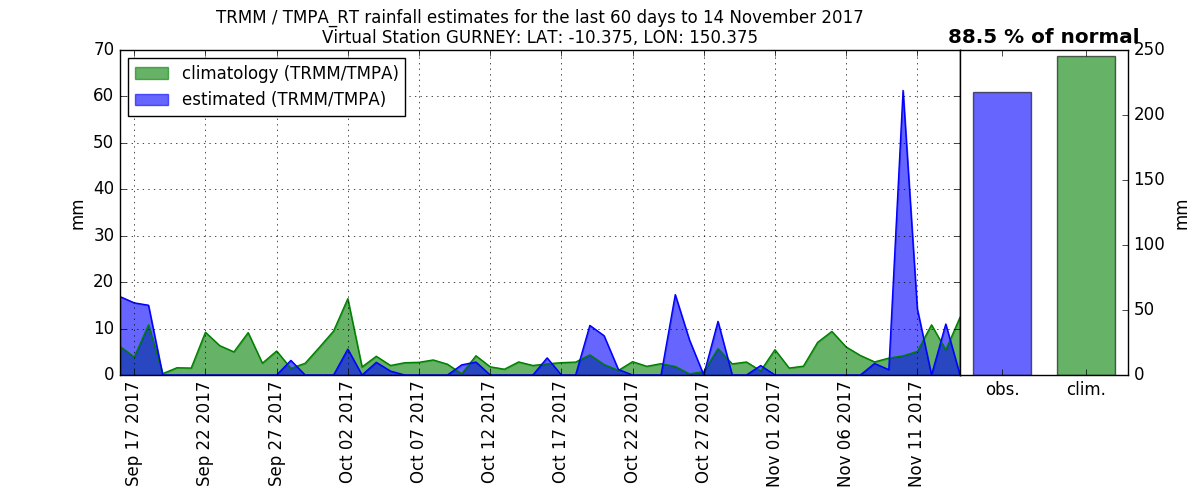 TRMM / TMPA_RT rainfall estimates for the last 60 days to 14 November 2017
Virtual Station GURNEY: LAT: -10.375, LON: 150.375
88.5 % of normal
climatology (TRMM/TMPA)
estimated (TRMM/TMPA)
mm
70
60
50
40
30
20
10
0
Sep 17 2017
Sep 22 2017
Sep 27 2017
Oct 02 2017
Oct 07 2017
Oct 12 2017
Oct 17 2017
Oct 22 2017
Oct 27 2017
Nov 01 2017
Nov 06 2017
Nov 11 2017
obs.
clim.
250
200
150
100
50
0
mm